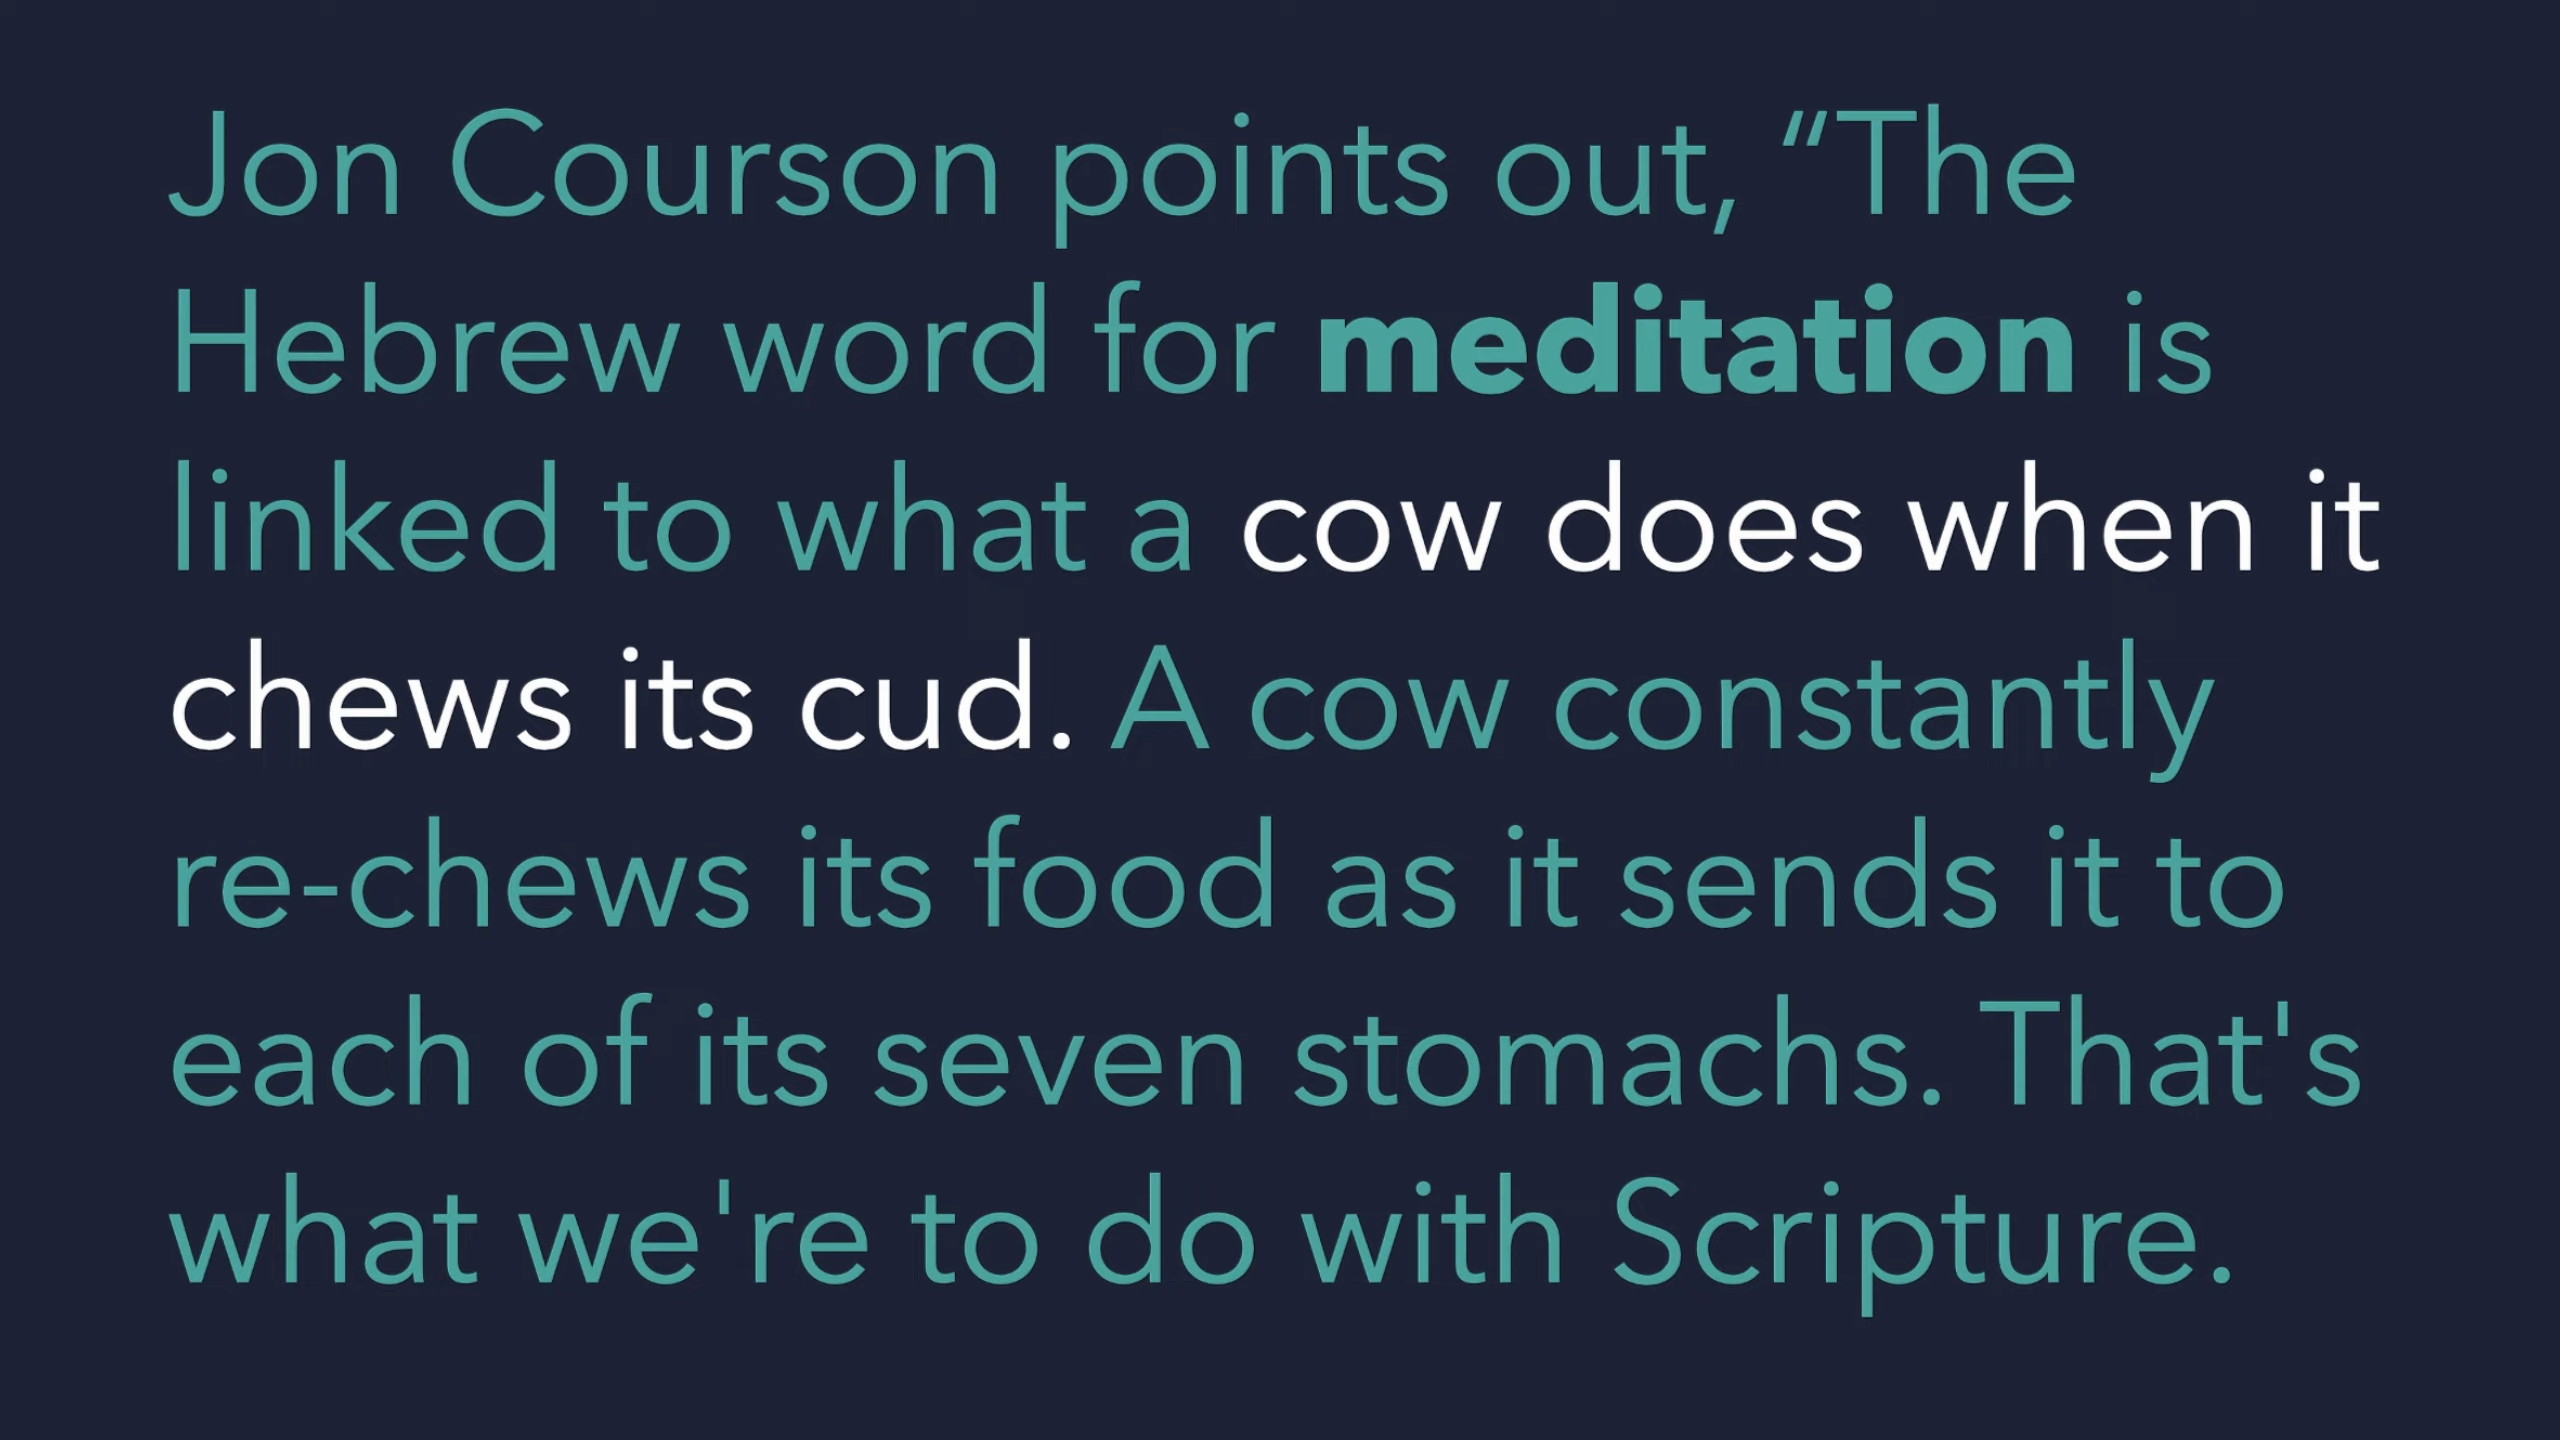 Jon Courson points out, “The
Hebrew word for meditation is
linked to what a cow does when it
chews its cud. A cow constantly
re-chews its food as it sends it to
each of its seven stomachs. That's
what we're to do with Scripture.